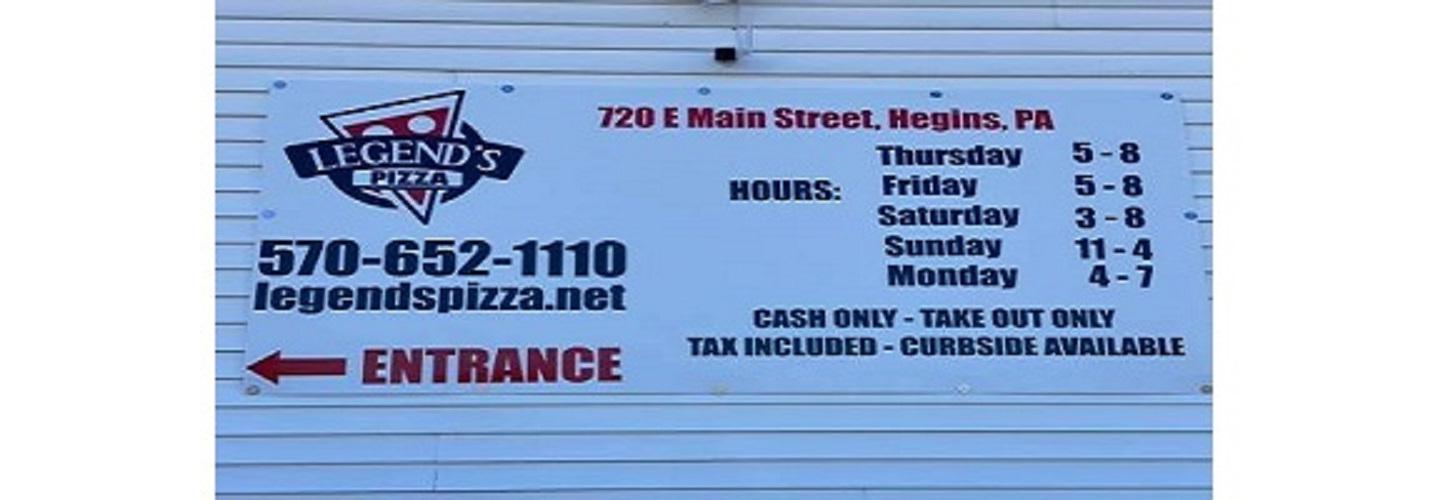 LEGEND'S
PIZZA
570-652-1110
legendspizza.net
ENTRANCE
720 E Main Street, Hegins, PA
HOURS:
Thursday 5 - 8
Friday 5 - 8
Saturday 3 - 8
Sunday 11 - 4
Monday 4 - 7
CASH ONLY - TAKE OUT ONLY
TAX INCLUDED - CURBSIDE AVAILABLE